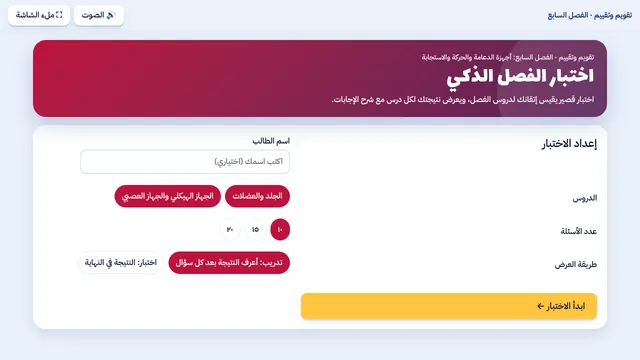 تقويم وتقييم · الفصل السابع
🔊 الصوت
⛶ ملء الشاشة
تقويم وتقييم · الفصل السابع: أجهزة الدعامة والحركة والاستجابة
اختبار الفصل الذكي
اختبار قصير يقيس إتقانك لدروس الفصل، ويعرض نتيجتك لكل درس مع شرح الإجابات.
إعداد الاختبار
اسم الطالب
اكتب اسمك (اختياري)
الدروس
الجلد والعضلات
الجهاز الهيكلي والجهاز العصبي
عدد الأسئلة
١٠
١٥
٢٠
طريقة العرض
تدريب: أعرف النتيجة بعد كل سؤال
اختبار: النتيجة في النهاية
ابدأ الاختبار ←